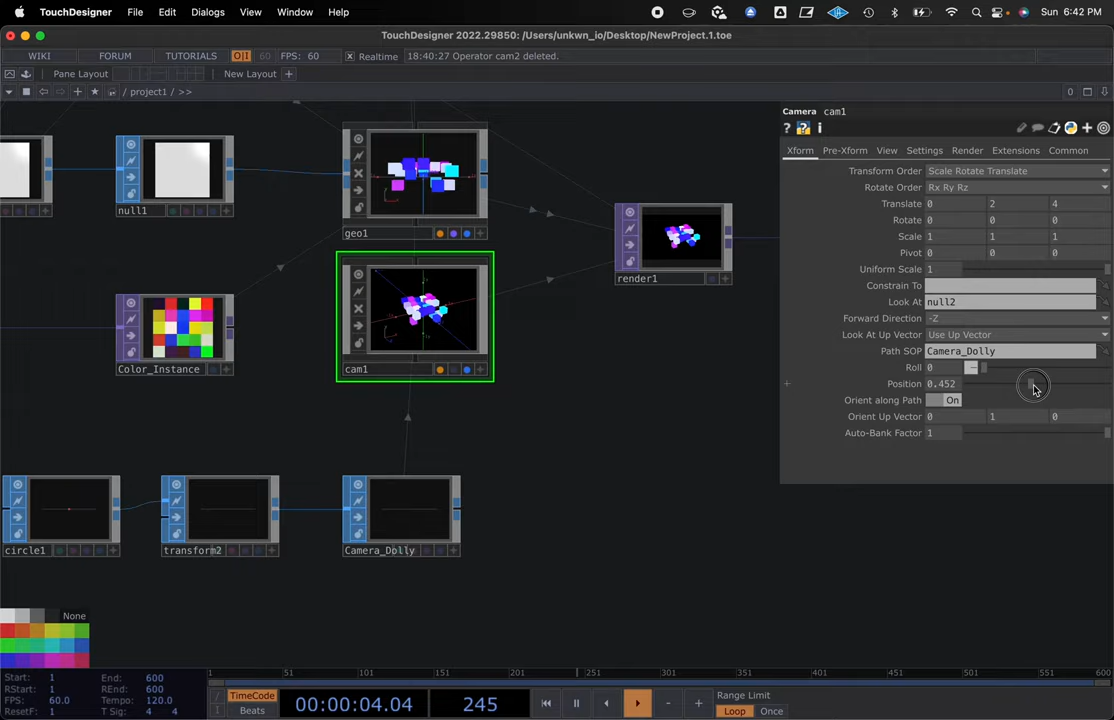 TouchDesigner File Edit Dialogs View Window Help Sun 6:42 PM
TouchDesigner 2022.29850: /Users/unkwn_io/Desktop/NewProject.1.toe
WIKI FORUM TUTORIALS O|I 60 FPS: 60 Realtime 18:40:27 Operator cam2 deleted.
Pane Layout New Layout +
/ project1 / >> 0
Camera cam1
? ? i
Xform Pre-Xform View Settings Render Extensions Common
Transform Order Scale Rotate Translate
Rotate Order Rx Ry Rz
Translate 0 2 4
Rotate 0 0 0
Scale 1 1 1
Pivot 0 0 0
Uniform Scale 1
Constrain To
Look At null2
Forward Direction -Z
Look At Up Vector Use Up Vector
Path SOP Camera_Dolly
Roll 0
Position 0.452
Orient along Path On
Orient Up Vector 0 1 0
Auto-Bank Factor 1
null1
geo1
render1
Color_Instance
cam1
circle1
transform2
Camera_Dolly
None
Start: 1 End: 600
RStart: 1 REnd: 600
FPS: 60.0 Tempo: 120.0
ResetF: 1 T Sig: 4 4
1 51 101 151 201 251 301 351 401 451 501 551 600
TimeCode
Beats
00:00:04.04
245
Range Limit
Loop Once